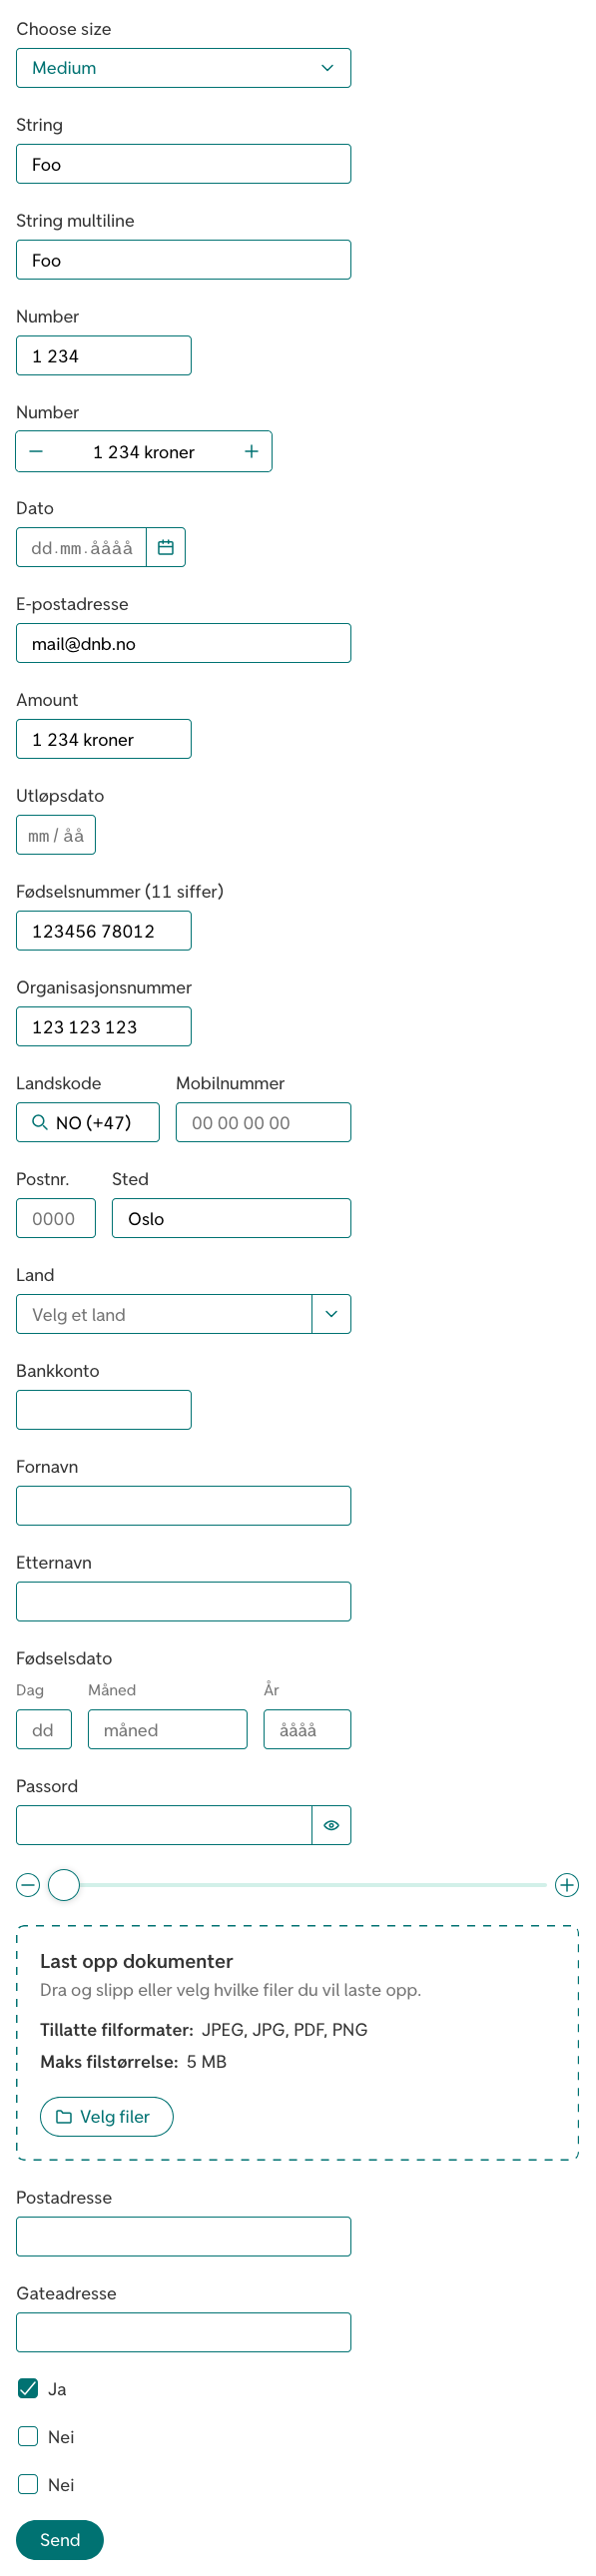 Choose size
Medium
String
Foo
String multiline
Foo
Number
1 234
Number
1 234 kroner
Dato
dd.mm.åååå
E-postadresse
mail@dnb.no
Amount
1 234 kroner
Utløpsdato
mm / åå
Fødselsnummer (11 siffer)
123456 78012
Organisasjonsnummer
123 123 123
Landskode Mobilnummer
NO (+47) 00 00 00 00
Postnr. Sted
0000 Oslo
Land
Velg et land
Bankkonto
Fornavn
Etternavn
Fødselsdato
Dag Måned År
dd måned åååå
Passord
Last opp dokumenter
Dra og slipp eller velg hvilke filer du vil laste opp.
Tillatte filformater: JPEG, JPG, PDF, PNG
Maks filstørrelse: 5 MB
Velg filer
Postadresse
Gateadresse
Ja
Nei
Nei
Send